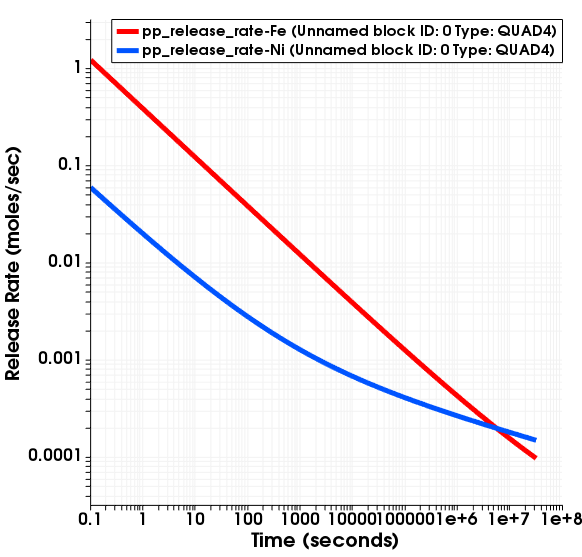 pp_release_rate-Fe (Unnamed block ID: 0 Type: QUAD4)
pp_release_rate-Ni (Unnamed block ID: 0 Type: QUAD4)
1
0.1
0.01
0.001
0.0001
Release Rate (moles/sec)
0.1 1 10 100 1000 10000 100000 1e+6 1e+7 1e+8
Time (seconds)